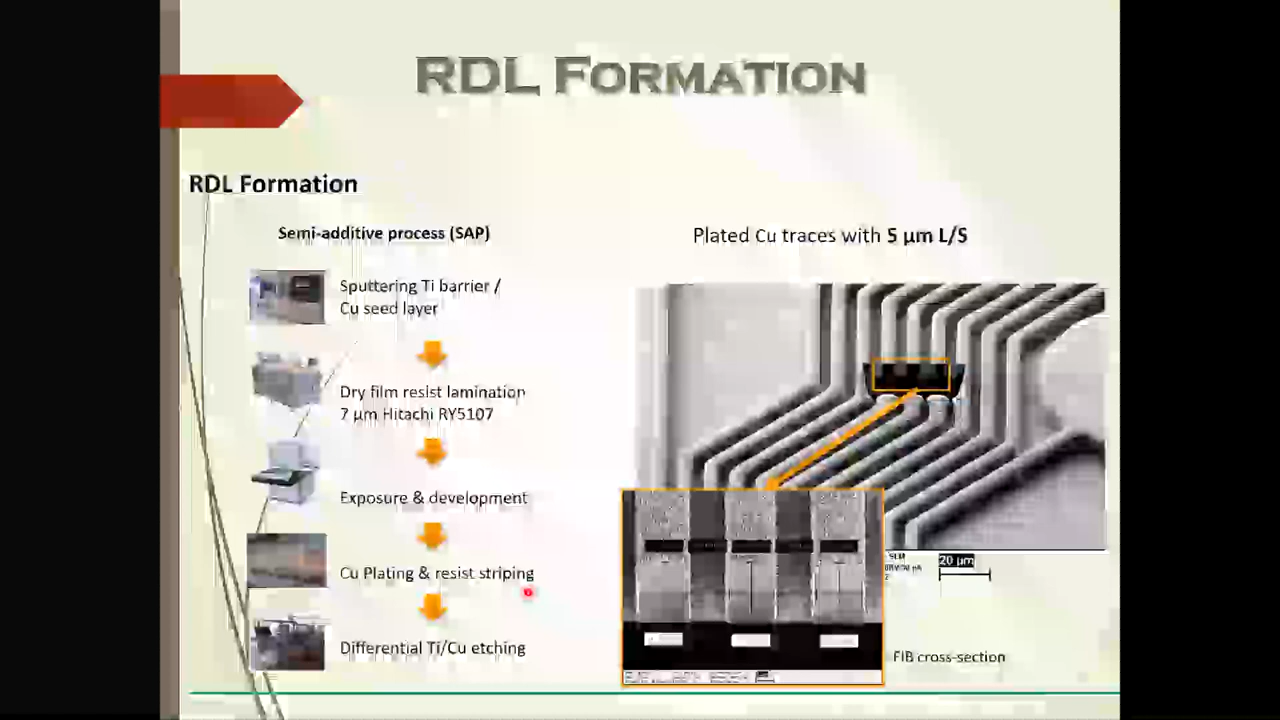 RDL FORMATION
RDL Formation
Semi-additive process (SAP)
Sputtering Ti barrier /
Cu seed layer
Dry film resist lamination
7 µm Hitachi RY5107
Exposure & development
Cu Plating & resist striping
Differential Ti/Cu etching
Plated Cu traces with 5 µm L/S
20 µm
FIB cross-section